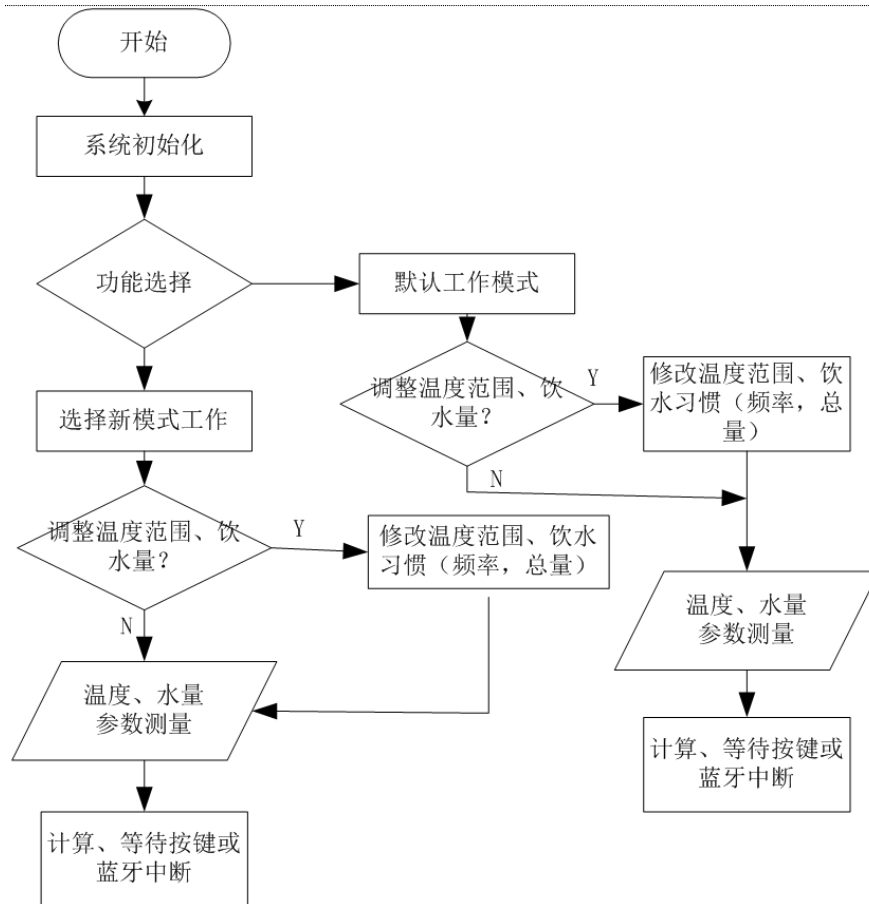 开始
系统初始化
功能选择
默认工作模式
调整温度范围、饮
水量？
Y
修改温度范围、饮
水习惯（频率，总
量）
N
选择新模式工作
调整温度范围、饮
水量？
Y
修改温度范围、饮水
习惯（频率，总量）
N
温度、水量
参数测量
计算、等待按键或
蓝牙中断
温度、水量
参数测量
计算、等待按键或
蓝牙中断